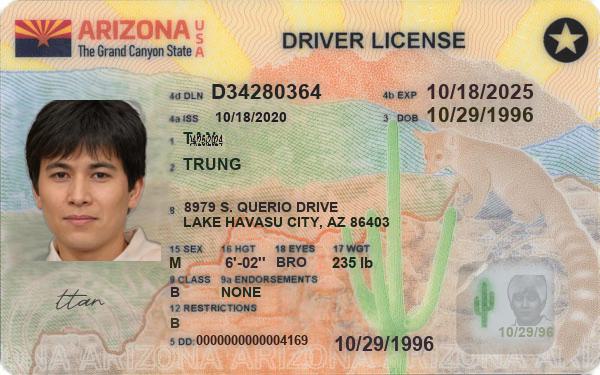 ARIZONA USA
The Grand Canyon State
DRIVER LICENSE
4d DLN D34280364
4b EXP 10/18/2025
4a ISS 10/18/2020
3 DOB 10/29/1996
1
2 TRUNG
8 8979 S. QUERIO DRIVE
LAKE HAVASU CITY, AZ 86403
15 SEX 16 HGT 18 EYES 17 WGT
M 6'-02" BRO 235 lb
9 CLASS 9a ENDORSEMENTS
B NONE
12 RESTRICTIONS
B
ttan
5 DD: 0000000000004169
10/29/1996
10/29/96
ARIZONA ARIZONA ARIZONA ARIZONA